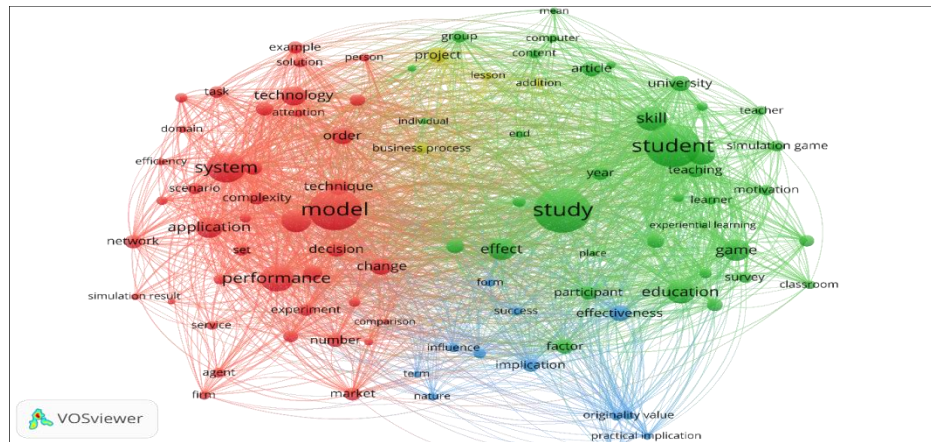 mean
group
computer
example
project
content
solution
person
article
lesson
addition
university
task
technology
attention
teacher
individual
skill
domain
order
end
student
simulation game
business process
efficiency
system
teaching
year
scenario
technique
motivation
complexity
learner
model
study
application
experiential learning
network
set
decision
effect
place
game
change
performance
survey
form
classroom
simulation result
participant
education
experiment
success
effectiveness
service
comparison
number
influence
factor
implication
agent
term
firm
market
nature
originality value
VOSviewer
practical implication